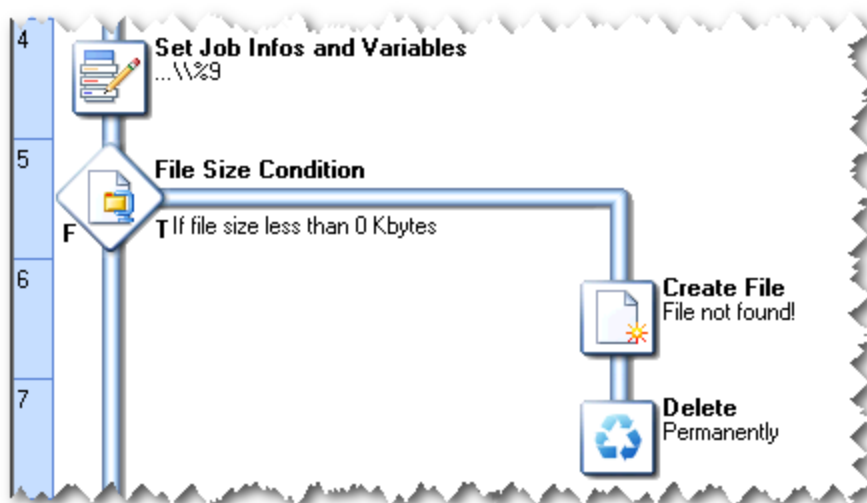 4
Set Job Infos and Variables
...\\%9
5
File Size Condition
F
T If file size less than 0 Kbytes
6
Create File
File not found!
7
Delete
Permanently